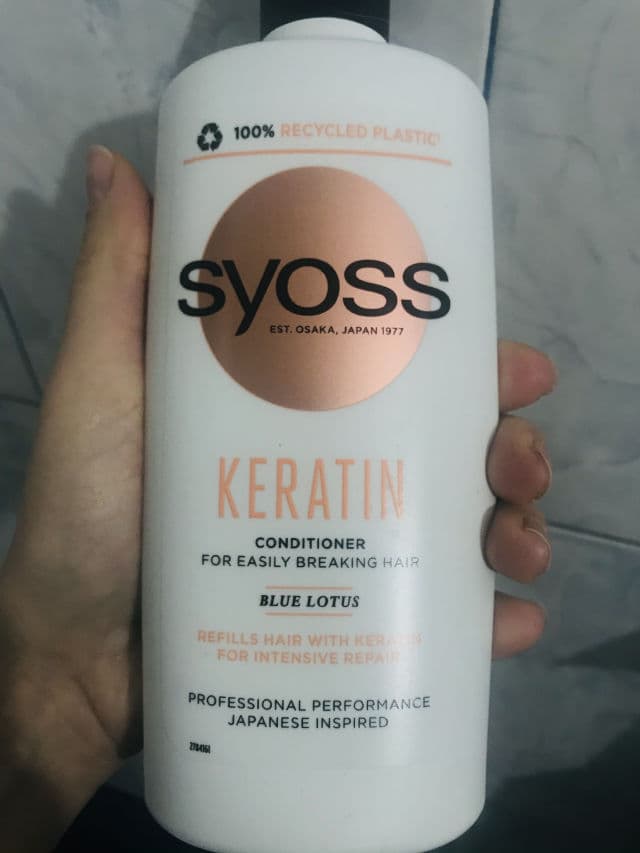 100% RECYCLED PLASTIC
syoss
EST. OSAKA, JAPAN 1977
KERATIN
CONDITIONER
FOR EASILY BREAKING HAIR
BLUE LOTUS
REFILLS HAIR WITH KERATIN
FOR INTENSIVE REPAIR
PROFESSIONAL PERFORMANCE
JAPANESE INSPIRED